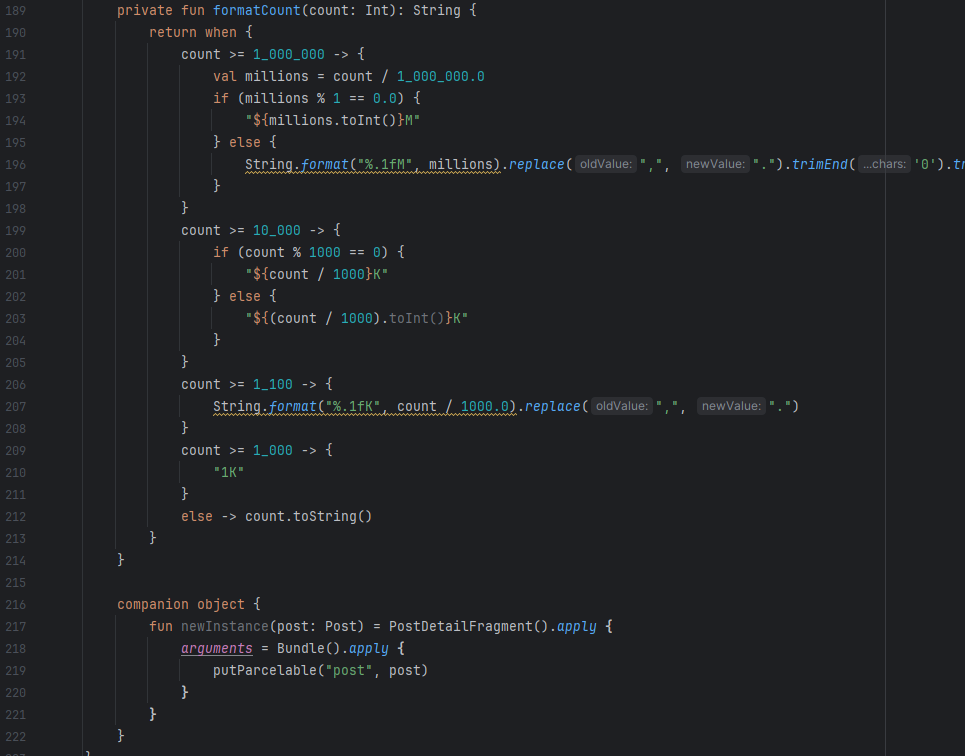 189 private fun formatCount(count: Int): String {
190 return when {
191 count >= 1_000_000 -> {
192 val millions = count / 1_000_000.0
193 if (millions % 1 == 0.0) {
194 "${millions.toInt()}M"
195 } else {
196 String.format("%.1fM", millions).replace( oldValue: ",", newValue: ".").trimEnd( ...chars: '0').tr
197 }
198 }
199 count >= 10_000 -> {
200 if (count % 1000 == 0) {
201 "${count / 1000}K"
202 } else {
203 "${(count / 1000).toInt()}K"
204 }
205 }
206 count >= 1_100 -> {
207 String.format("%.1fK", count / 1000.0).replace( oldValue: ",", newValue: ".")
208 }
209 count >= 1_000 -> {
210 "1K"
211 }
212 else -> count.toString()
213 }
214 }
215
216 companion object {
217 fun newInstance(post: Post) = PostDetailFragment().apply {
218 arguments = Bundle().apply {
219 putParcelable("post", post)
220 }
221 }
222 }